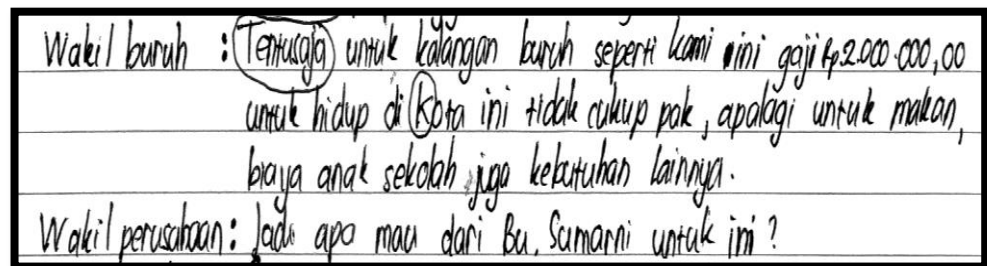 Wakil buruh : Tentusaja untuk kalangan buruh seperti kami ini gaji Rp2.000.000,00
untuk hidup di Kota ini tidak cukup pak, apalagi untuk makan,
biaya anak sekolah juga kebutuhan lainnya.
Wakil perusahaan : Jadi apa mau dari Bu. Sumarni untuk ini ?